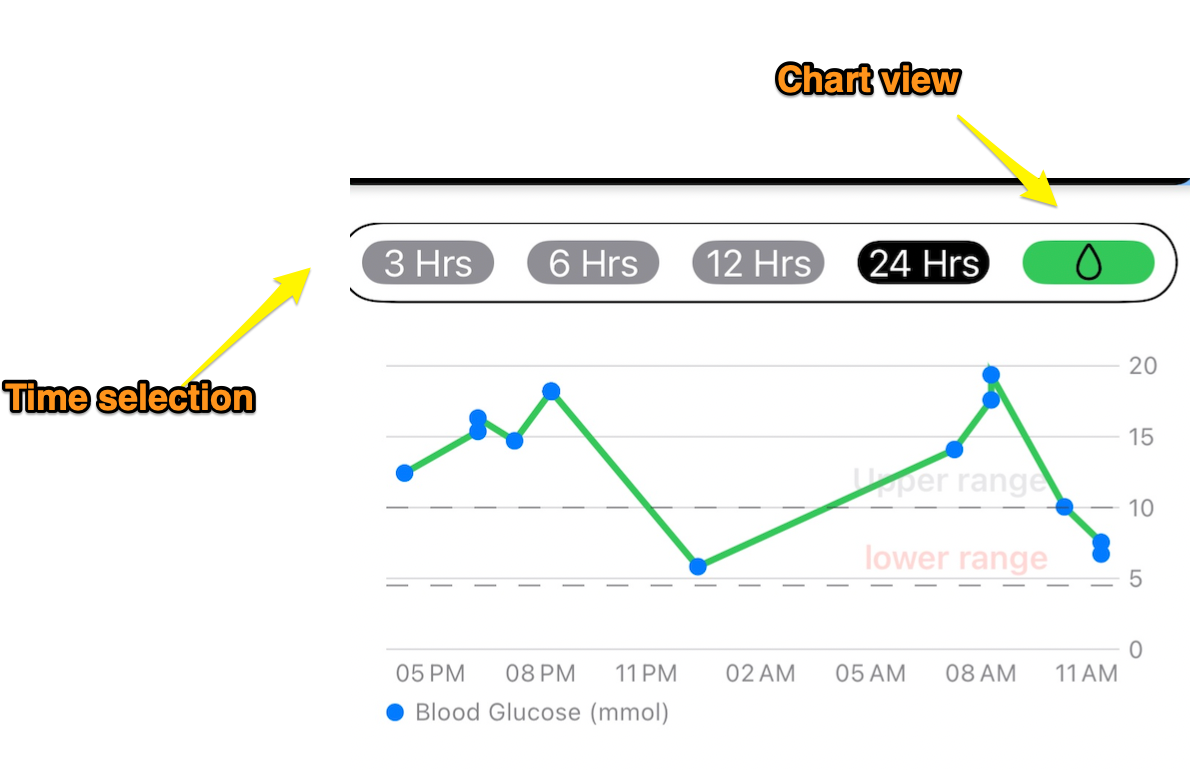 Chart view
3 Hrs 6 Hrs 12 Hrs 24 Hrs
Time selection
20
15
Upper range
10
lower range
5
0
05 PM 08 PM 11 PM 02 AM 05 AM 08 AM 11 AM
Blood Glucose (mmol)